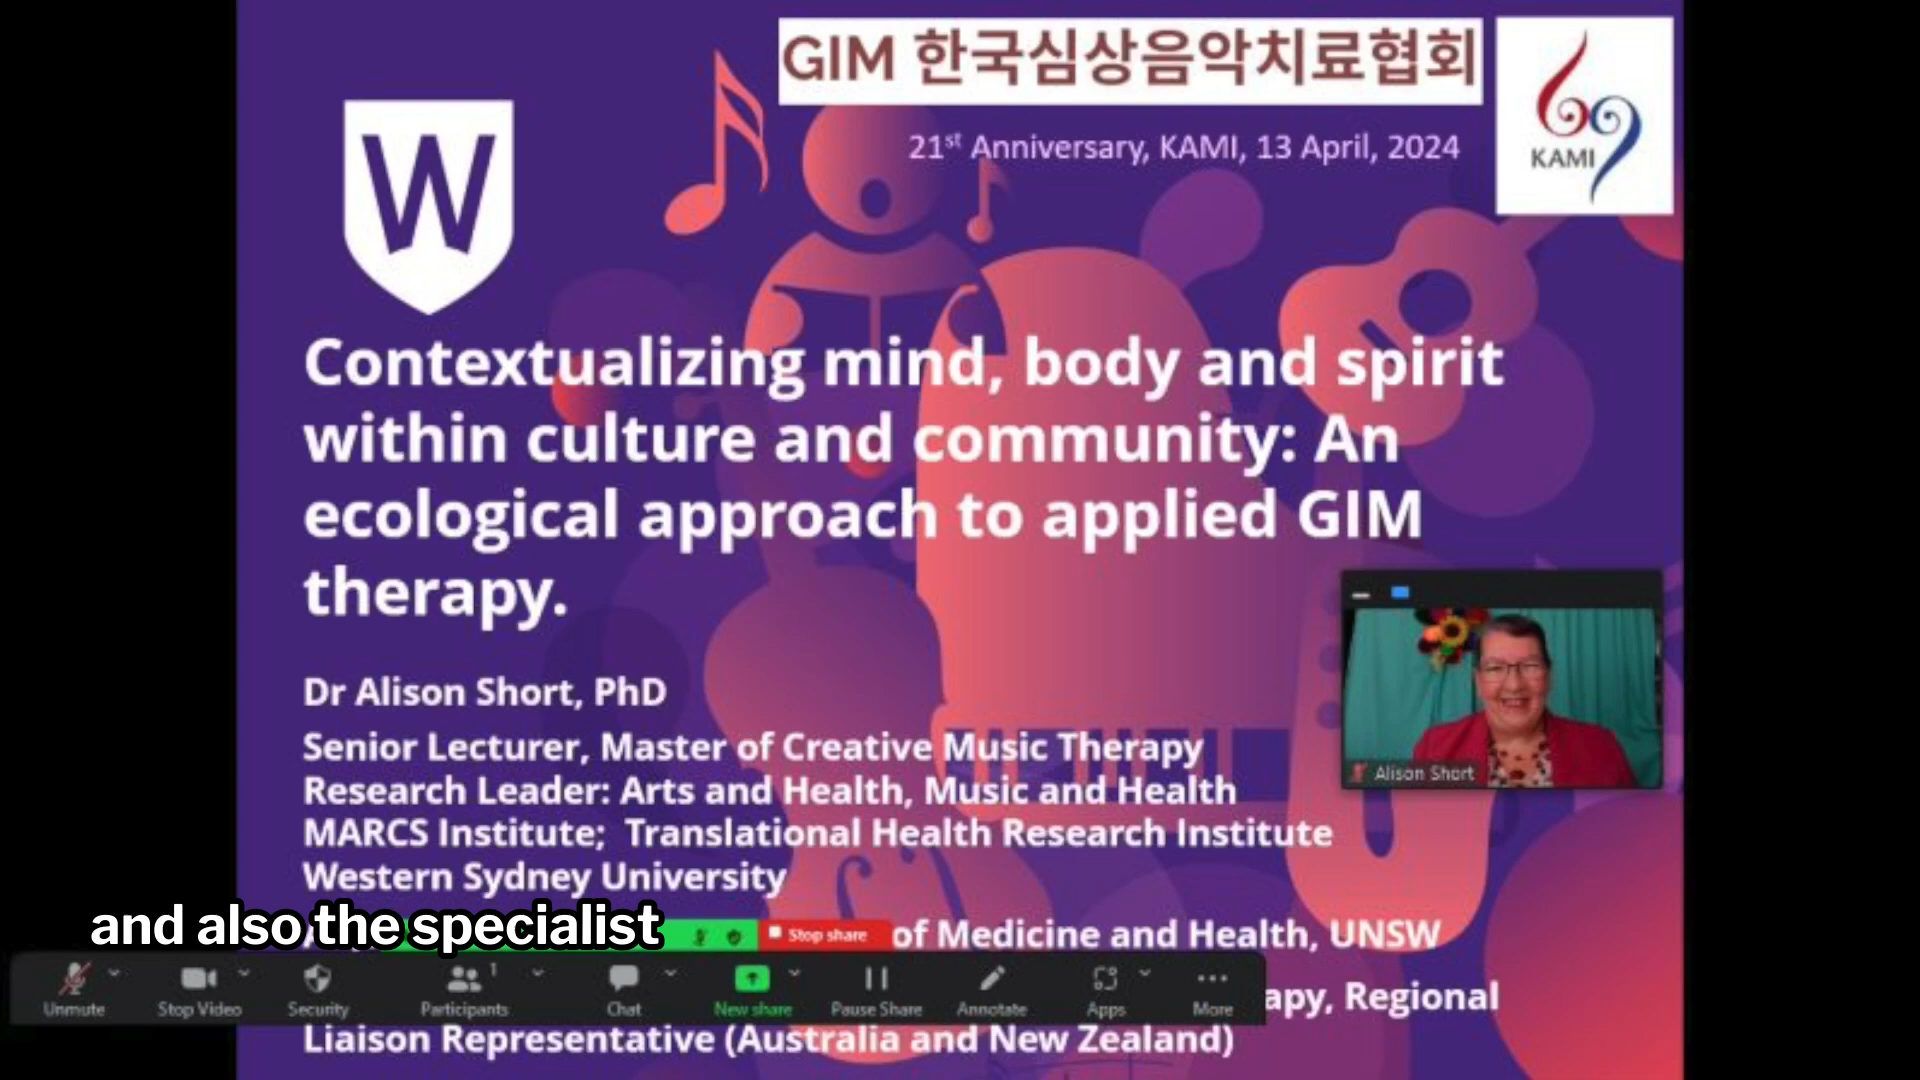 GIM 한국심상음악치료협회
21st Anniversary, KAMI, 13 April, 2024
KAMI
W
Contextualizing mind, body and spirit
within culture and community: An
ecological approach to applied GIM
therapy.
Dr Alison Short, PhD
Senior Lecturer, Master of Creative Music Therapy
Research Leader: Arts and Health, Music and Health
MARCS Institute; Translational Health Research Institute
Western Sydney University
Alison Short
and also the specialist
Stop share
of Medicine and Health, UNSW
Unmute
Stop Video
Security
Participants 1
Chat
New share
Pause Share
Annotate
Apps
More
apy, Regional
Liaison Representative (Australia and New Zealand)